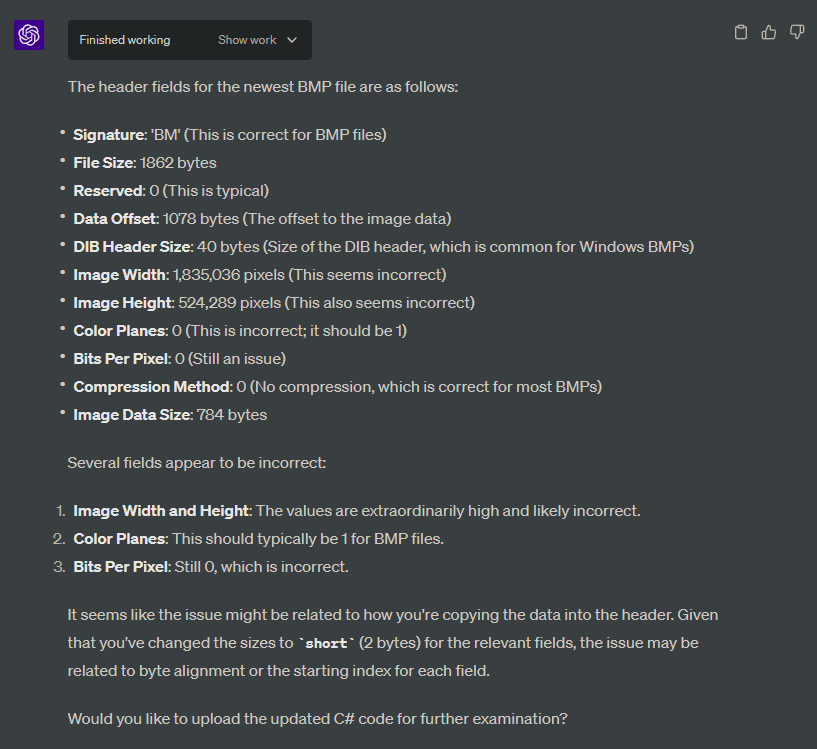 Finished working Show work
The header fields for the newest BMP file are as follows:
• Signature: 'BM' (This is correct for BMP files)
• File Size: 1862 bytes
• Reserved: 0 (This is typical)
• Data Offset: 1078 bytes (The offset to the image data)
• DIB Header Size: 40 bytes (Size of the DIB header, which is common for Windows BMPs)
• Image Width: 1,835,036 pixels (This seems incorrect)
• Image Height: 524,289 pixels (This also seems incorrect)
• Color Planes: 0 (This is incorrect; it should be 1)
• Bits Per Pixel: 0 (Still an issue)
• Compression Method: 0 (No compression, which is correct for most BMPs)
• Image Data Size: 784 bytes
Several fields appear to be incorrect:
1. Image Width and Height: The values are extraordinarily high and likely incorrect.
2. Color Planes: This should typically be 1 for BMP files.
3. Bits Per Pixel: Still 0, which is incorrect.
It seems like the issue might be related to how you're copying the data into the header. Given
that you've changed the sizes to `short` (2 bytes) for the relevant fields, the issue may be
related to byte alignment or the starting index for each field.
Would you like to upload the updated C# code for further examination?